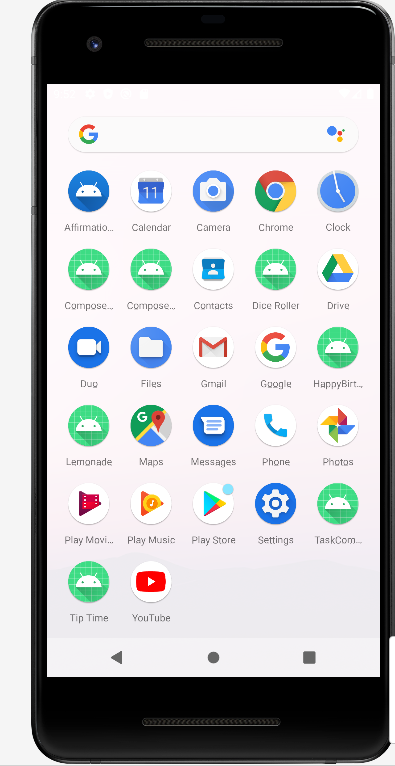 Affirmatio... Calendar Camera Chrome Clock
Compose... Compose... Contacts Dice Roller Drive
Duo Files Gmail Google HappyBirt...
Lemonade Maps Messages Phone Photos
Play Movi... Play Music Play Store Settings TaskCom...
Tip Time YouTube